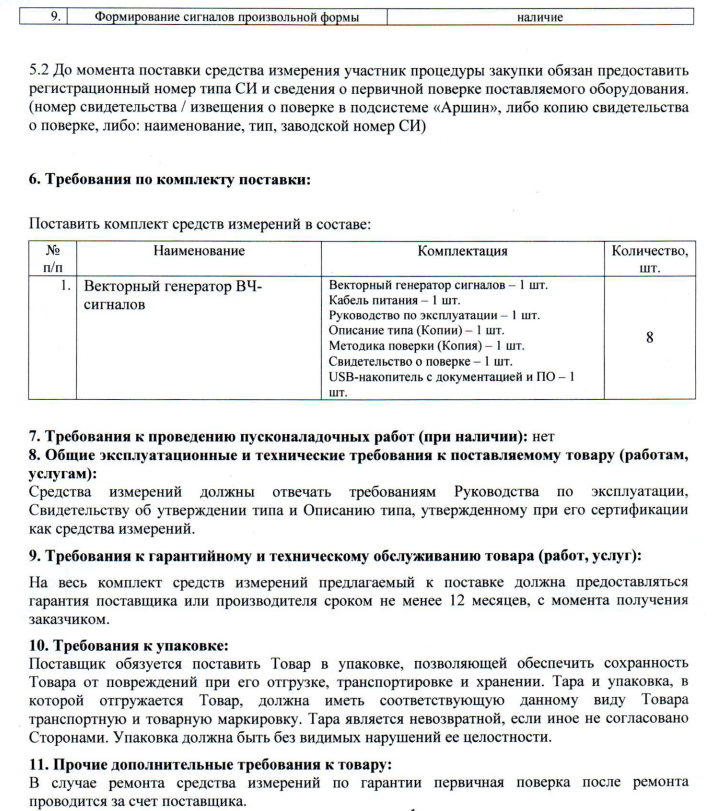 9. Формирование сигналов произвольной формы наличие
5.2 До момента поставки средства измерения участник процедуры закупки обязан предоставить
регистрационный номер типа СИ и сведения о первичной поверке поставляемого оборудования.
(номер свидетельства / извещения о поверке в подсистеме «Аршин», либо копию свидетельства
о поверке, либо: наименование, тип, заводской номер СИ)
6. Требования по комплекту поставки:
Поставить комплект средств измерений в составе:
№ п/п
Наименование
Комплектация
Количество, шт.
1.
Векторный генератор ВЧ-
сигналов
Векторный генератор сигналов – 1 шт.
Кабель питания – 1 шт.
Руководство по эксплуатации – 1 шт.
Описание типа (Копии) – 1 шт.
Методика поверки (Копия) – 1 шт.
Свидетельство о поверке – 1 шт.
USB-накопитель с документацией и ПО – 1
шт.
8
7. Требования к проведению пусконаладочных работ (при наличии): нет
8. Общие эксплуатационные и технические требования к поставляемому товару (работам,
услугам):
Средства измерений должны отвечать требованиям Руководства по эксплуатации,
Свидетельству об утверждении типа и Описанию типа, утвержденному при его сертификации
как средства измерений.
9. Требования к гарантийному и техническому обслуживанию товара (работ, услуг):
На весь комплект средств измерений предлагаемый к поставке должна предоставляться
гарантия поставщика или производителя сроком не менее 12 месяцев, с момента получения
заказчиком.
10. Требования к упаковке:
Поставщик обязуется поставить Товар в упаковке, позволяющей обеспечить сохранность
Товара от повреждений при его отгрузке, транспортировке и хранении. Тара и упаковка, в
которой отгружается Товар, должна иметь соответствующую данному виду Товара
транспортную и товарную маркировку. Тара является невозвратной, если иное не согласовано
Сторонами. Упаковка должна быть без видимых нарушений ее целостности.
11. Прочие дополнительные требования к товару:
В случае ремонта средства измерений по гарантии первичная поверка после ремонта
проводится за счет поставщика.